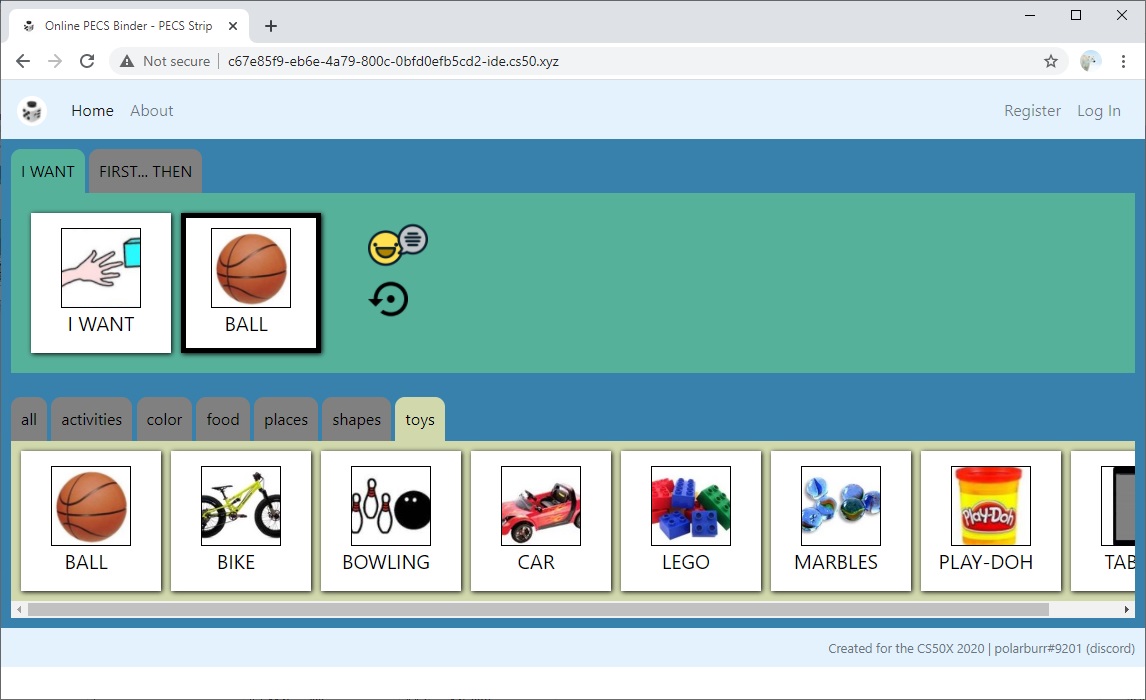 Online PECS Binder - PECS Strip
Not secure | c67e85f9-eb6e-4a79-800c-0bfd0efb5cd2-ide.cs50.xyz
Home About Register Log In
I WANT FIRST... THEN
I WANT BALL
all activities color food places shapes toys
Play-Doh
BALL BIKE BOWLING CAR LEGO MARBLES PLAY-DOH TAB
Created for the CS50X 2020 | polarburr#9201 (discord)